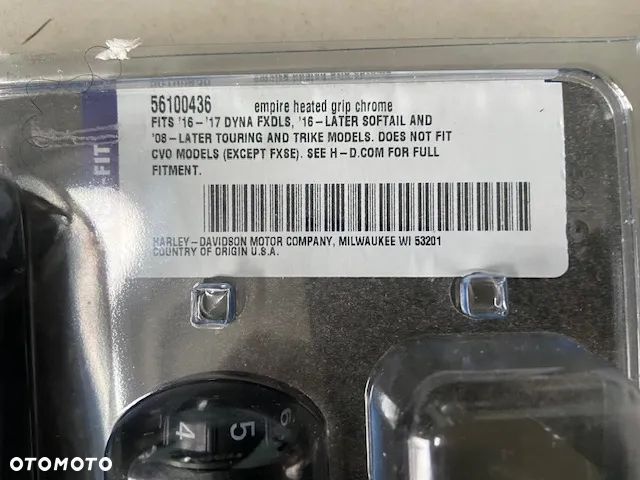 56100436 empire heated grip chrome
FITS '16-'17 DYNA FXDLS, '16-LATER SOFTAIL AND
'08-LATER TOURING AND TRIKE MODELS. DOES NOT FIT
CVO MODELS (EXCEPT FXSE). SEE H-D.COM FOR FULL
FITMENT.
HARLEY-DAVIDSON MOTOR COMPANY, MILWAUKEE WI 53201
COUNTRY OF ORIGIN U.S.A.
-FIT
6
5
4
OTOMOTO